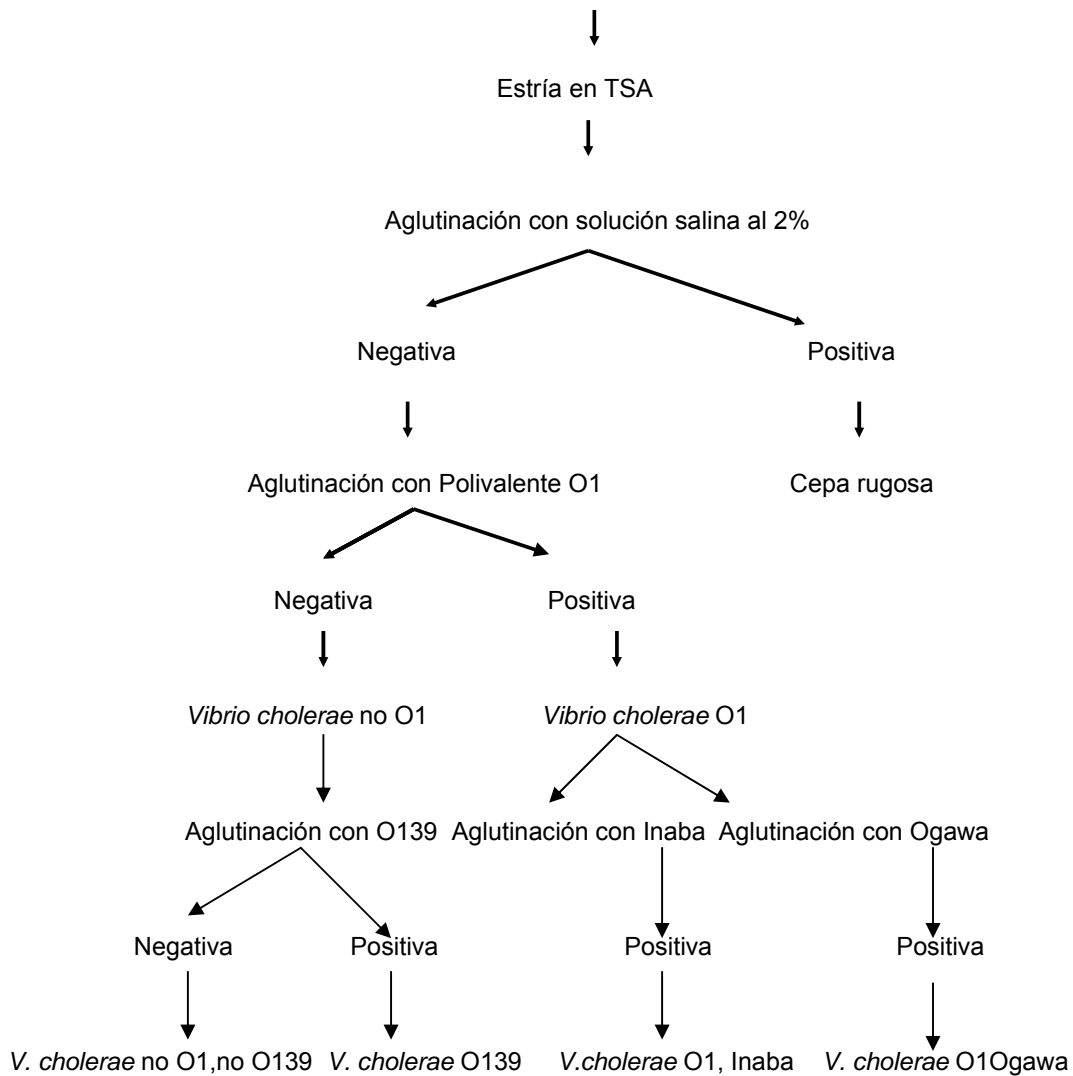 Estría en TSA
Aglutinación con solución salina al 2%
Negativa Positiva
Aglutinación con Polivalente O1 Cepa rugosa
Negativa Positiva
Vibrio cholerae no O1 Vibrio cholerae O1
Aglutinación con O139 Aglutinación con Inaba Aglutinación con Ogawa
Negativa Positiva Positiva Positiva
V. cholerae no O1,no O139 V. cholerae O139 V.cholerae O1, Inaba V. cholerae O1Ogawa